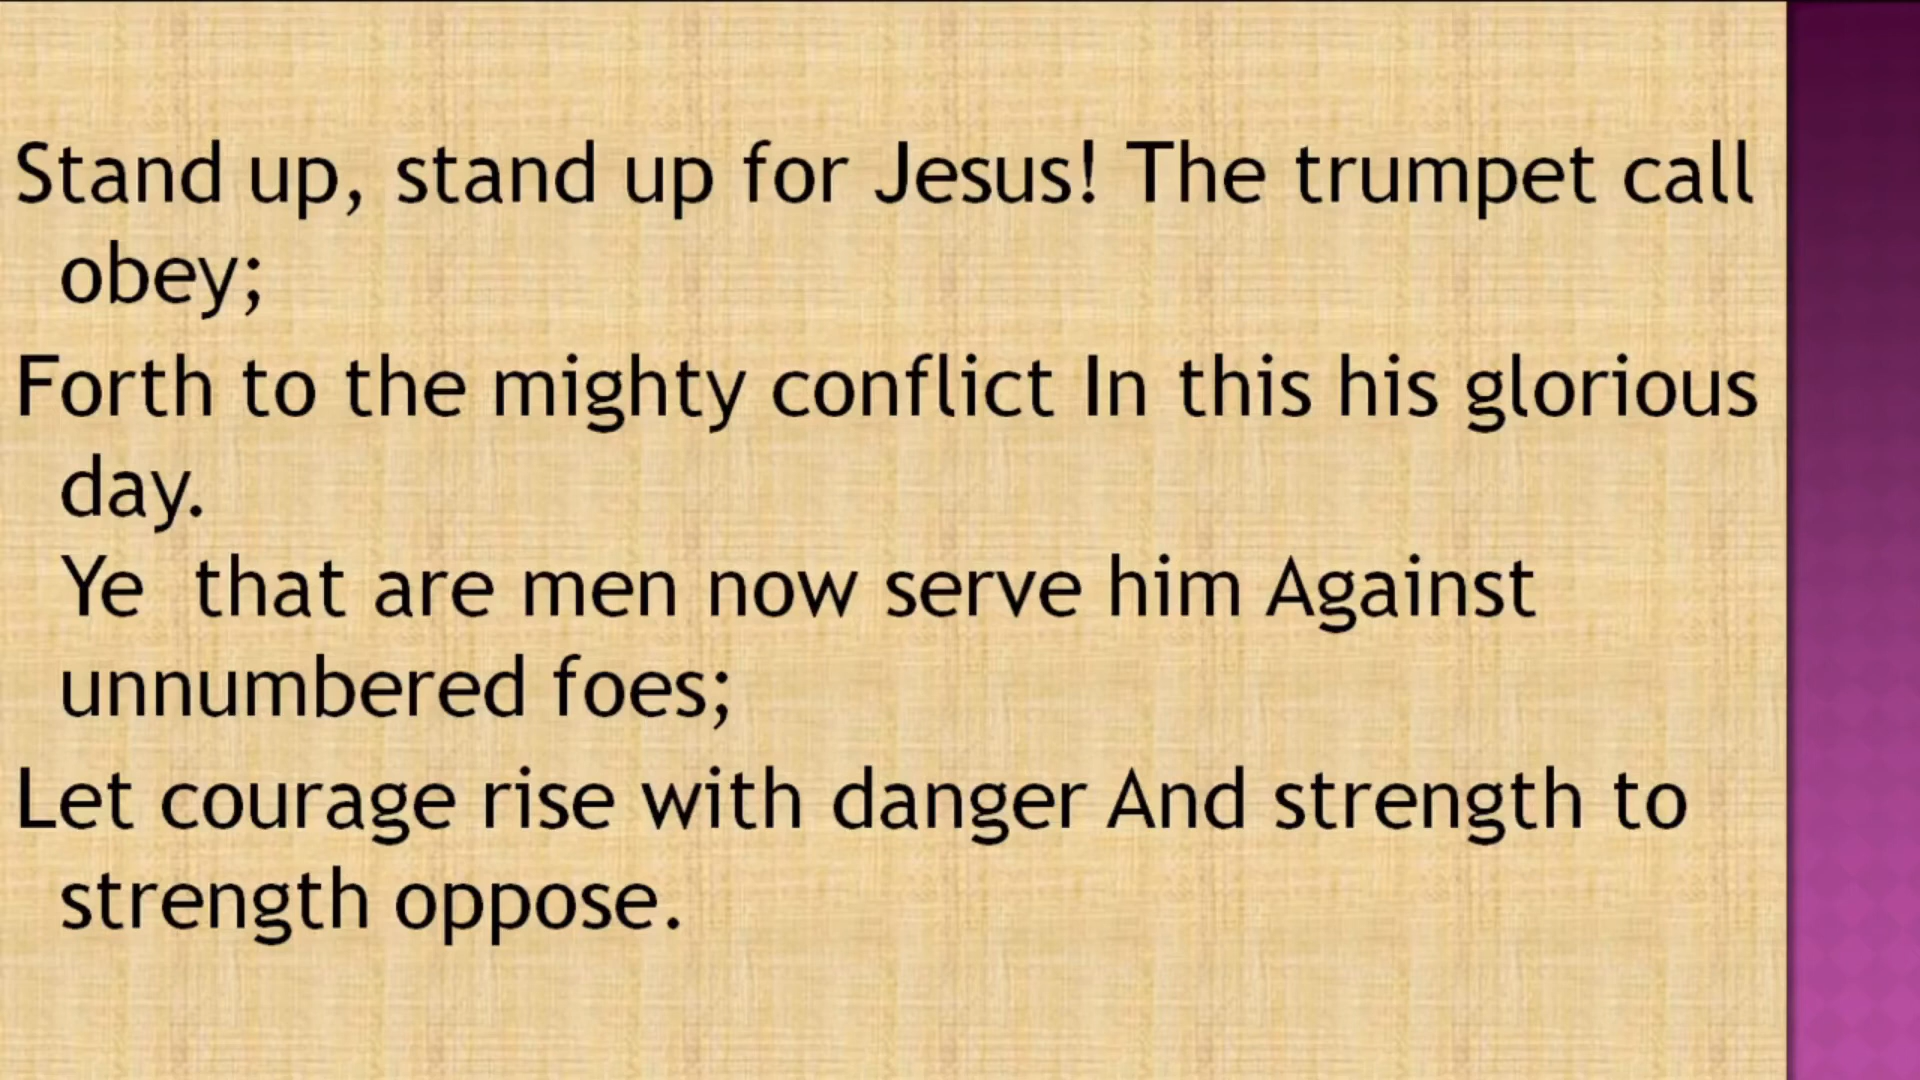 Stand up, stand up for Jesus! The trumpet call
obey;
Forth to the mighty conflict In this his glorious
day.
Ye  that are men now serve him Against
unnumbered foes;
Let courage rise with danger And strength to
strength oppose.